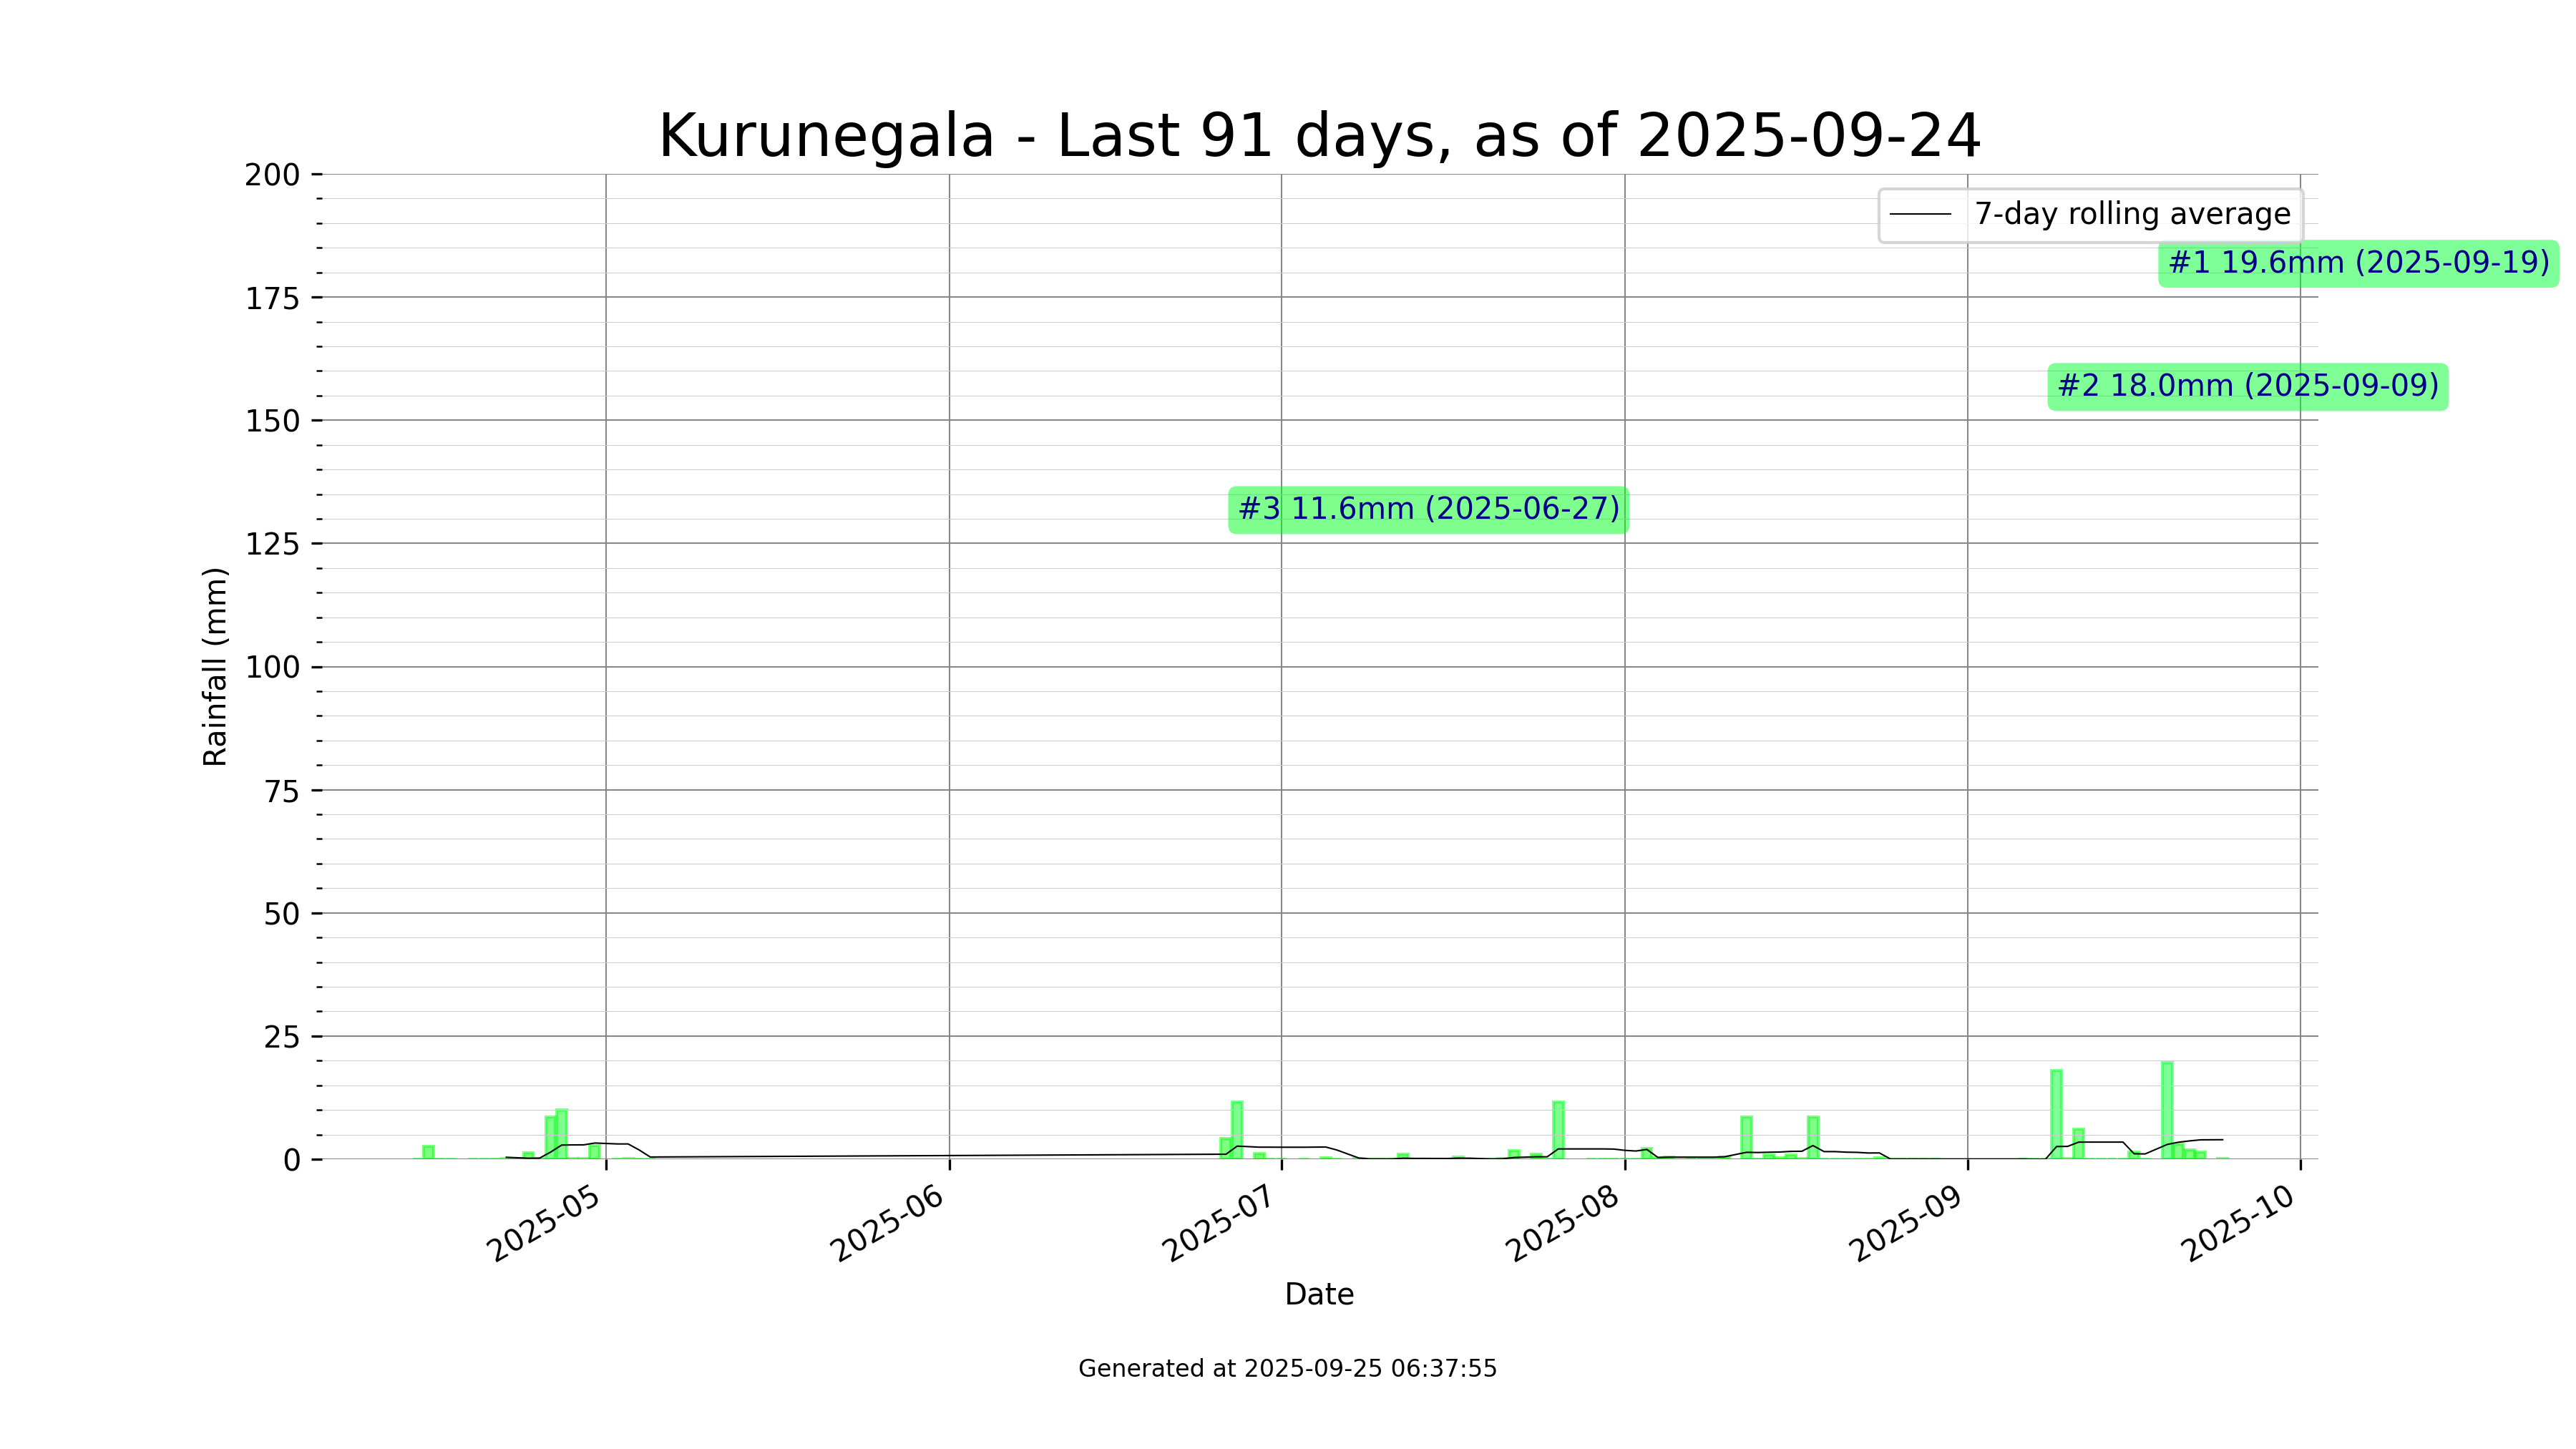 Kurunegala - Last 91 days, as of 2025-09-24
200
175
150
125
100
75
50
25
0
Rainfall (mm)
7-day rolling average
#1 19.6mm (2025-09-19)
#2 18.0mm (2025-09-09)
#3 11.6mm (2025-06-27)
2025-05
2025-06
2025-07
2025-08
2025-09
2025-10
Date
Generated at 2025-09-25 06:37:55